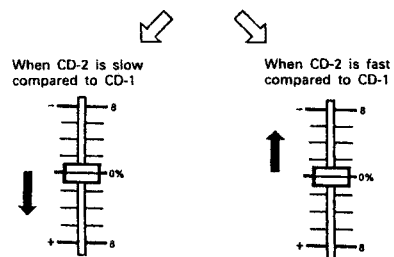 When CD-2 is slow
compared to CD-1
- 8
0%
+ 8
When CD-2 is fast
compared to CD-1
- 8
0%
+ 8